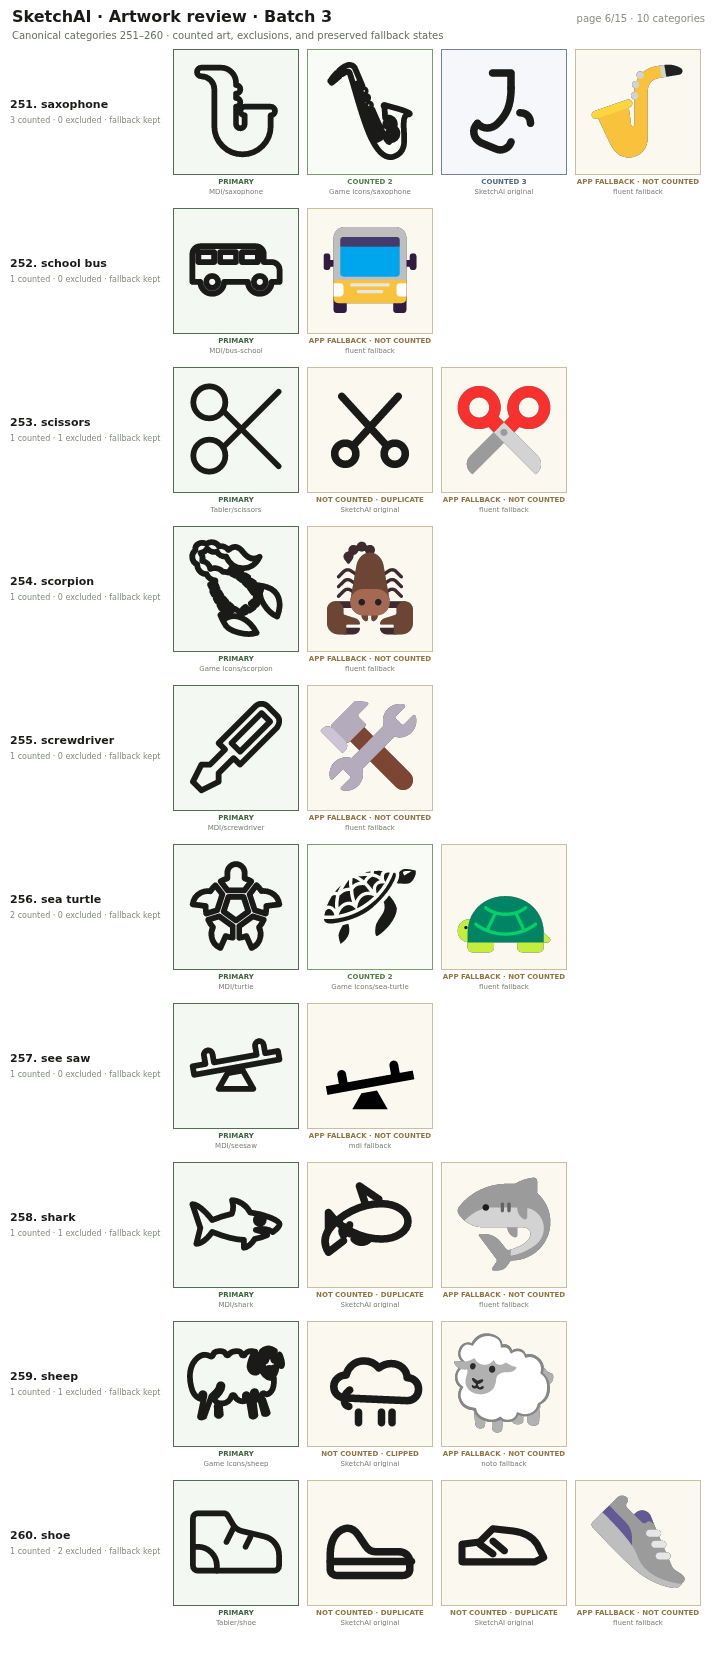 SketchAI · Artwork review · Batch 3
page 6/15 · 10 categories
Canonical categories 251–260 · counted art, exclusions, and preserved fallback states
251. saxophone
3 counted · 0 excluded · fallback kept
PRIMARY
MDI/saxophone
COUNTED 2
Game Icons/saxophone
COUNTED 3
SketchAI original
APP FALLBACK · NOT COUNTED
fluent fallback
252. school bus
1 counted · 0 excluded · fallback kept
PRIMARY
MDI/bus-school
APP FALLBACK · NOT COUNTED
fluent fallback
253. scissors
1 counted · 1 excluded · fallback kept
PRIMARY
Tabler/scissors
NOT COUNTED · DUPLICATE
SketchAI original
APP FALLBACK · NOT COUNTED
fluent fallback
254. scorpion
1 counted · 0 excluded · fallback kept
PRIMARY
Game Icons/scorpion
APP FALLBACK · NOT COUNTED
fluent fallback
255. screwdriver
1 counted · 0 excluded · fallback kept
PRIMARY
MDI/screwdriver
APP FALLBACK · NOT COUNTED
fluent fallback
256. sea turtle
2 counted · 0 excluded · fallback kept
PRIMARY
MDI/turtle
COUNTED 2
Game Icons/sea-turtle
APP FALLBACK · NOT COUNTED
fluent fallback
257. see saw
1 counted · 0 excluded · fallback kept
PRIMARY
MDI/seesaw
APP FALLBACK · NOT COUNTED
mdi fallback
258. shark
1 counted · 1 excluded · fallback kept
PRIMARY
MDI/shark
NOT COUNTED · DUPLICATE
SketchAI original
APP FALLBACK · NOT COUNTED
fluent fallback
259. sheep
1 counted · 1 excluded · fallback kept
PRIMARY
Game Icons/sheep
NOT COUNTED · CLIPPED
SketchAI original
APP FALLBACK · NOT COUNTED
noto fallback
260. shoe
1 counted · 2 excluded · fallback kept
PRIMARY
Tabler/shoe
NOT COUNTED · DUPLICATE
SketchAI original
NOT COUNTED · DUPLICATE
SketchAI original
APP FALLBACK · NOT COUNTED
fluent fallback